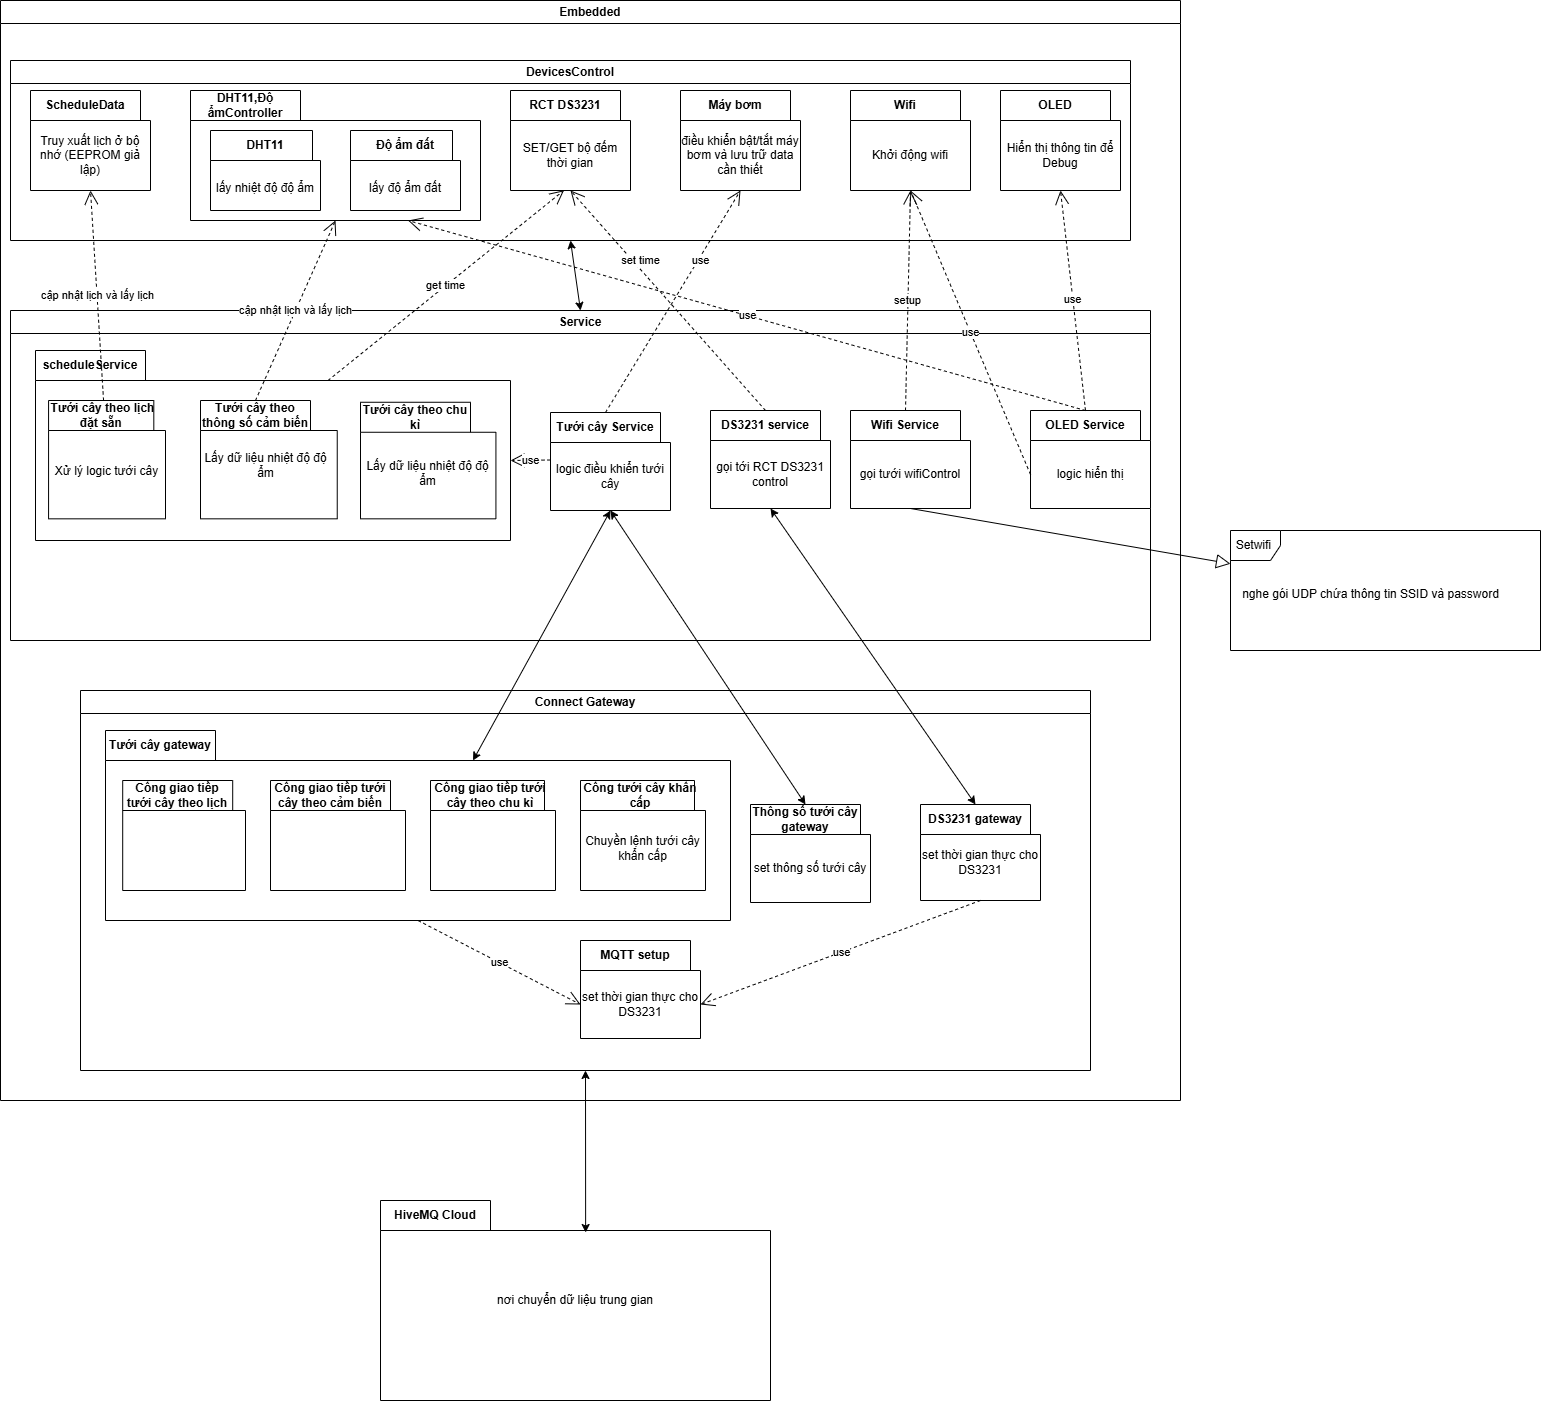 Embedded
DevicesControl
ScheduleData
Truy xuất lịch ở bộ
nhớ (EEPROM giả
lập)
DHT11,Độ
ẩmController
DHT11
lấy nhiệt độ độ ẩm
Độ ẩm đất
lấy độ ẩm đất
RCT DS3231
SET/GET bộ đếm
thời gian
Máy bơm
điều khiển bật/tắt máy
bơm và lưu trữ data
cần thiết
Wifi
Khởi động wifi
OLED
Hiển thị thông tin để
Debug
cập nhật lịch và lấy lịch
cập nhật lịch và lấy lịch
get time
set time
use
use
setup
use
use
Service
scheduleService
Tưới cây theo lịch
đặt sẵn
Xử lý logic tưới cây
Tưới cây theo
thông số cảm biến
Lấy dữ liệu nhiệt độ độ
ẩm
Tưới cây theo chu
kì
Lấy dữ liệu nhiệt độ độ
ẩm
use
Tưới cây Service
logic điều khiển tưới
cây
DS3231 service
gọi tới RCT DS3231
control
Wifi Service
gọi tưới wifiControl
OLED Service
logic hiển thị
Setwifi
nghe gói UDP chứa thông tin SSID và password
Connect Gateway
Tưới cây gateway
Công giao tiếp
tưới cây theo lịch
Công giao tiếp tưới
cây theo cảm biến
Công giao tiếp tưới
cây theo chu kì
Công tưới cây khẩn
cấp
Chuyền lệnh tưới cây
khẩn cấp
Thông số tưới cây
gateway
set thông số tưới cây
DS3231 gateway
set thời gian thực cho
DS3231
use
use
MQTT setup
set thời gian thực cho
DS3231
HiveMQ Cloud
nơi chuyển dữ liệu trung gian